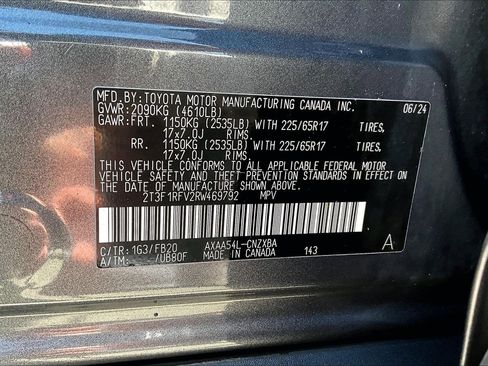 MFD.BY:TOYOTA MOTOR MANUFACTURING CANADA INC. 06/24
GVWR:2090KG (4610LB)
GAWR:FRT. 1150KG (2535LB) WITH 225/65R17 TIRES,
17x7.0J RIMS.
RR. 1150KG (2535LB) WITH 225/65R17 TIRES,
17x7.0J RIMS.
THIS VEHICLE CONFORMS TO ALL APPLICABLE FEDERAL MOTOR
VEHICLE SAFETY AND THEFT PREVENTION STANDARDS IN EFFECT
ON THE DATE OF MANUFACTURE SHOWN ABOVE.
2T3F1RFV2RW469792 MPV
C/TR:1G3/FB20 AXAA54L-CNZXBA A
A/TM: /UB80F MADE IN CANADA 143